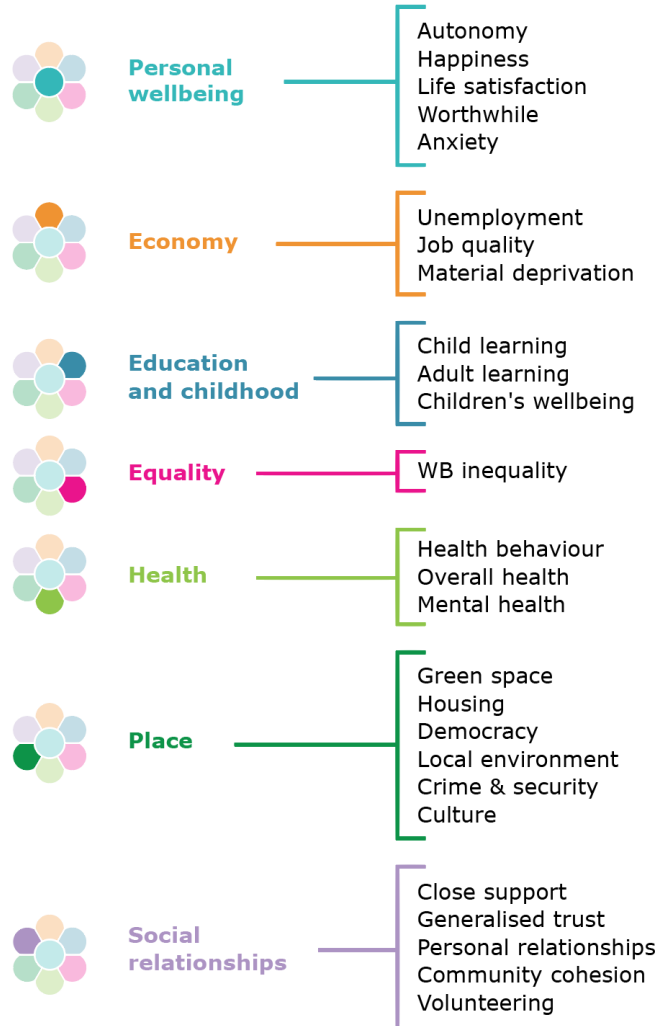 Personal
wellbeing
Autonomy
Happiness
Life satisfaction
Worthwhile
Anxiety
Economy
Unemployment
Job quality
Material deprivation
Education
and childhood
Child learning
Adult learning
Children's wellbeing
Equality
WB inequality
Health
Health behaviour
Overall health
Mental health
Place
Green space
Housing
Democracy
Local environment
Crime & security
Culture
Social
relationships
Close support
Generalised trust
Personal relationships
Community cohesion
Volunteering